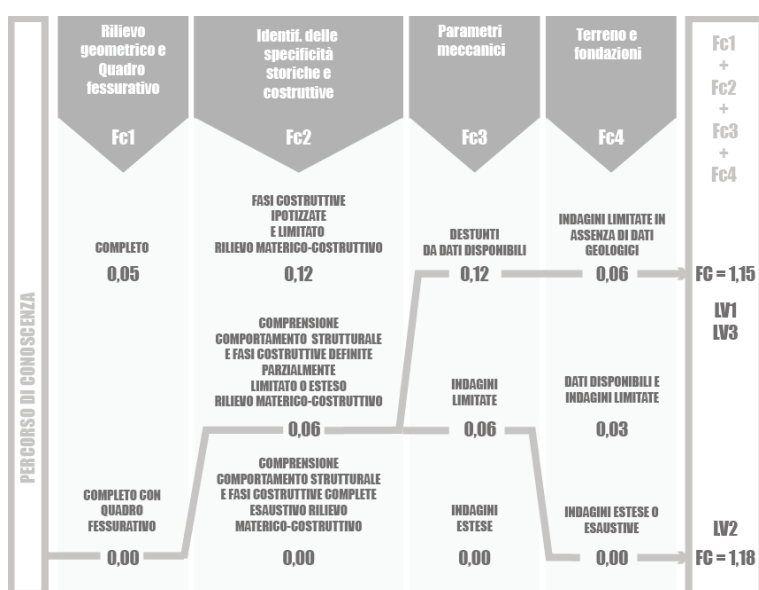 Rilievo
geometrico e
Quadro
fessurativo
Fc1
Identif. delle
specificità
storiche e
costruttive
Fc2
Parametri
meccanici
Fc3
Terreno e
fondazioni
Fc4
Fc1
+
Fc2
+
Fc3
+
Fc4
PERCORSO DI CONOSCENZA
COMPLETO
0,05
FASI COSTRUTTIVE
IPOTIZZATE
E LIMITATO
RILIEVO MATERICO-COSTRUTTIVO
0,12
DESTUNTI
DA DATI DISPONIBILI
0,12
INDAGINI LIMITATE IN
ASSENZA DI DATI
GEOLOGICI
0,06
FC = 1,15
LV1
LV3
COMPRENSIONE
COMPORTAMENTO STRUTTURALE
E FASI COSTRUTTIVE DEFINITE
PARZIALMENTE
LIMITATO O ESTESO
RILIEVO MATERICO-COSTRUTTIVO
0,06
INDAGINI
LIMITATE
0,06
DATI DISPONIBILI E
INDAGINI LIMITATE
0,03
COMPLETO CON
QUADRO
FESSURATIVO
0,00
COMPRENSIONE
COMPORTAMENTO STRUTTURALE
E FASI COSTRUTTIVE COMPLETE
ESAUSTIVO RILIEVO
MATERICO-COSTRUTTIVO
0,00
INDAGINI
ESTESE
0,00
INDAGINI ESTESE O
ESAUSTIVE
0,00
LV2
FC = 1,18